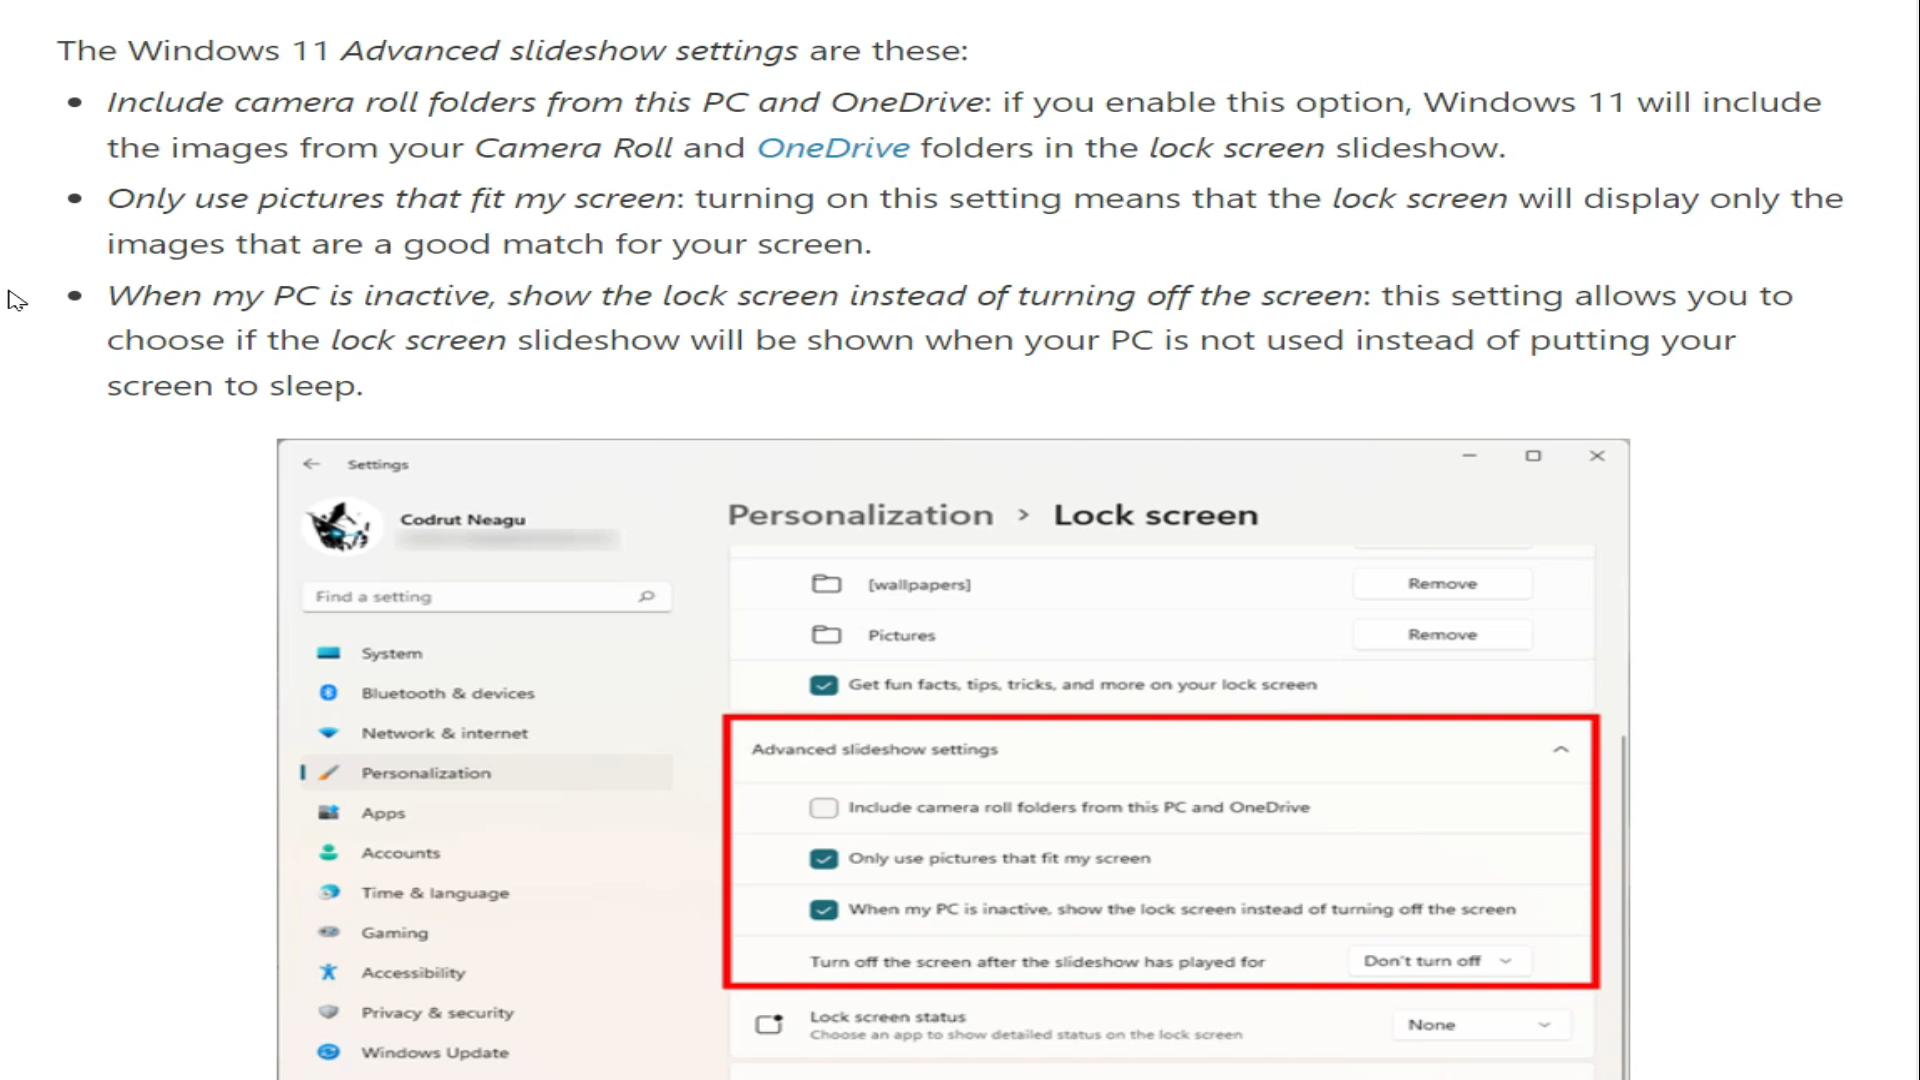 The Windows 11 Advanced slideshow settings are these:
• Include camera roll folders from this PC and OneDrive: if you enable this option, Windows 11 will include
the images from your Camera Roll and OneDrive folders in the lock screen slideshow.
• Only use pictures that fit my screen: turning on this setting means that the lock screen will display only the
images that are a good match for your screen.
• When my PC is inactive, show the lock screen instead of turning off the screen: this setting allows you to
choose if the lock screen slideshow will be shown when your PC is not used instead of putting your
screen to sleep.
Settings
Codrut Neagu
Find a setting
System
Bluetooth & devices
Network & internet
Personalization
Apps
Accounts
Time & language
Gaming
Accessibility
Privacy & security
Windows Update
Personalization > Lock screen
[wallpapers] Remove
Pictures Remove
Get fun facts, tips, tricks, and more on your lock screen
Advanced slideshow settings
Include camera roll folders from this PC and OneDrive
Only use pictures that fit my screen
When my PC is inactive, show the lock screen instead of turning off the screen
Turn off the screen after the slideshow has played for Don't turn off
Lock screen status
Choose an app to show detailed status on the lock screen
None